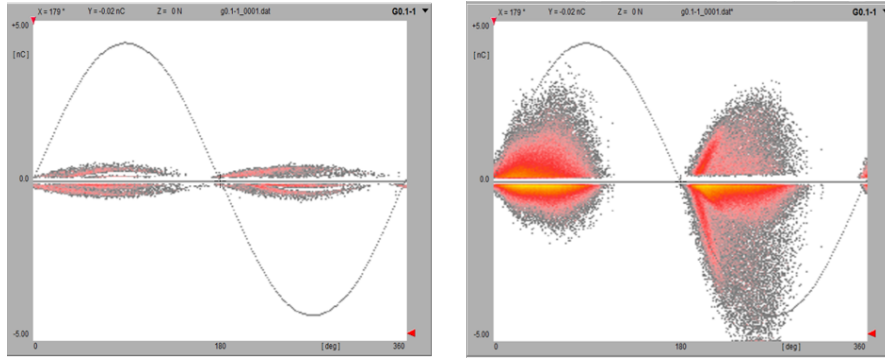 X = 179 ° Y = -0.02 nC Z = 0 N g0.1-1_0001.dat G0.1-1
+5.00
[ nC ]
0.0
-5.00
0 180 [ deg ] 360
X = 179 ° Y = -0.02 nC Z = 0 N g0.1-1_0001.dat* G0.1-1
+5.00
[ nC ]
0.0
-5.00
0 180 [ deg ] 360